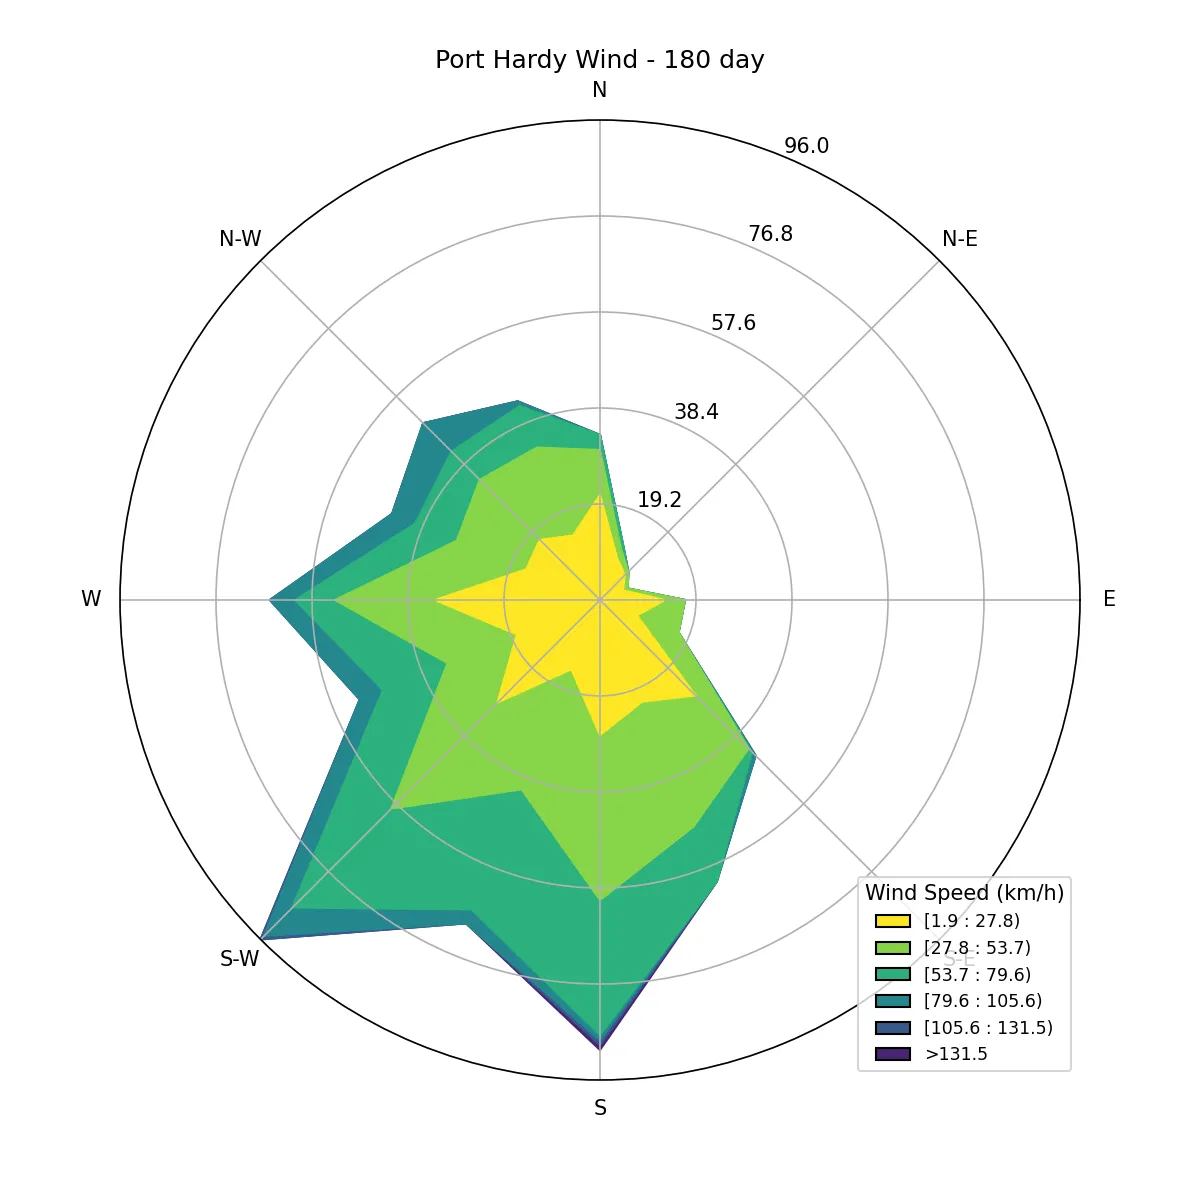 Port Hardy Wind - 180 day
N
96.0
N-W
76.8
N-E
57.6
38.4
19.2
W
E
S-W
S-E
Wind Speed (km/h)
[1.9 : 27.8)
[27.8 : 53.7)
[53.7 : 79.6)
[79.6 : 105.6)
[105.6 : 131.5)
>131.5
S